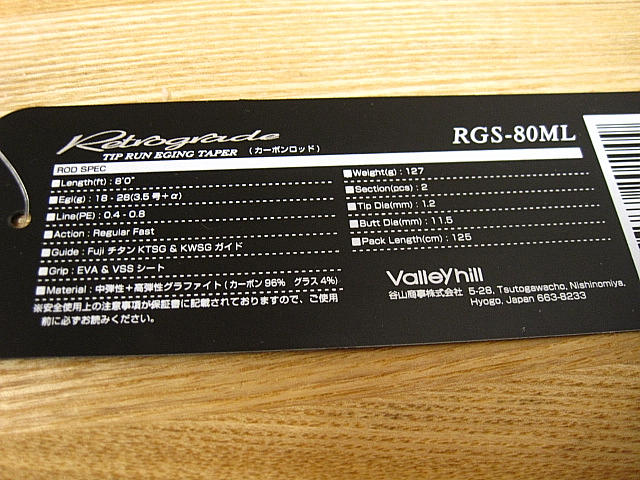 Retrograde
TIP RUN EGING TAPER (カーボンロッド)
RGS-80ML
ROD SPEC
■Length(ft) : 8'0"
■Egi(g) : 18 - 28(3.5号+α)
■Line(PE) : 0.4 - 0.8
■Action : Regular Fast
■Guide : Fuji チタンKTSG & KWSG ガイド
■Grip : EVA & VSS シート
■Material : 中弾性+高弾性グラファイト(カーボン 96% グラス 4%)
※安全使用上の注意事項が保証書に記載されておりますので、ご使用
前に必ずお読みください。
■Weight(g) : 127
■Section(pcs) : 2
■Tip Dia(mm) : 1.2
■Butt Dia(mm) : 11.5
■Pack Length(cm) : 125
Valleyhill
谷山商事株式会社 5-28, Tsutogawacho, Nishinomiya,
Hyogo, Japan 663-8233